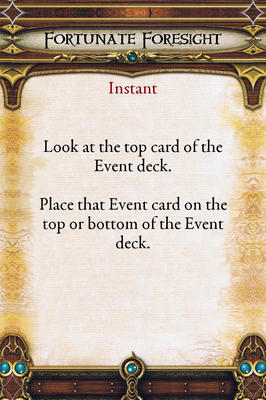 Fortunate Foresight
Instant
Look at the top card of the
Event deck.
Place that Event card on the
top or bottom of the Event
deck.